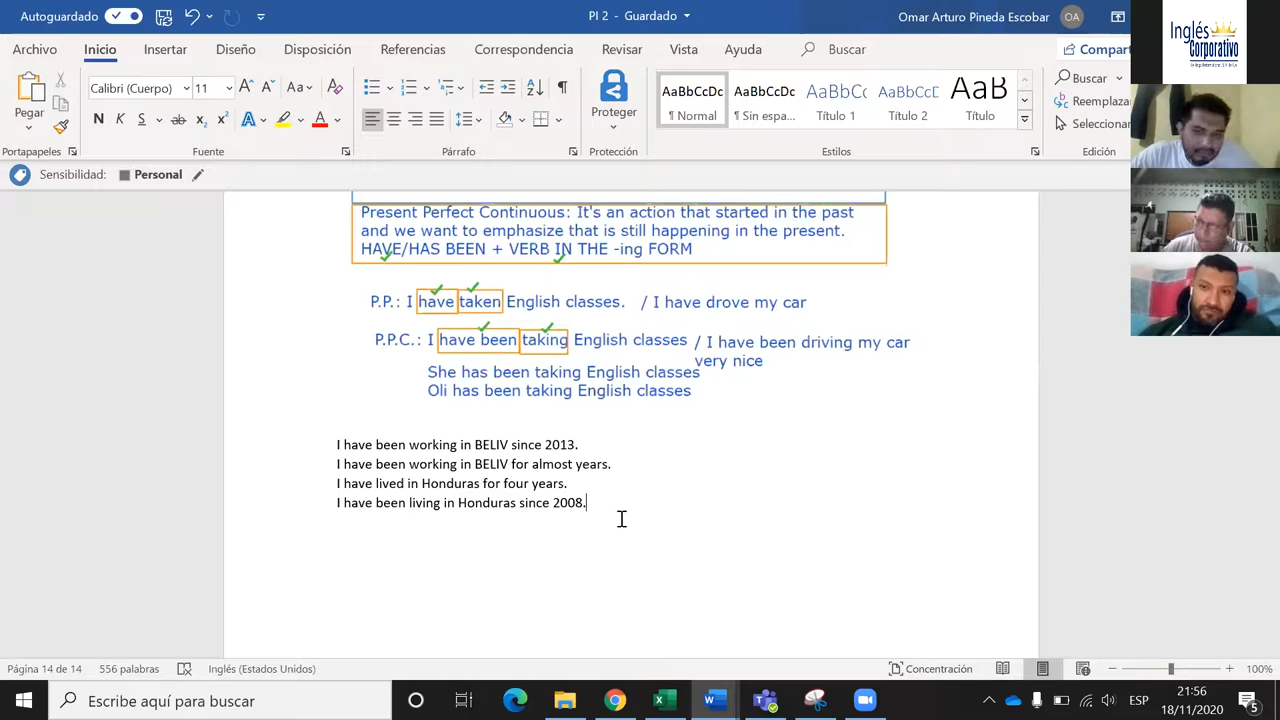 Autoguardado
PI 2 - Guardado
Omar Arturo Pineda Escobar
OA
Archivo
Inicio
Insertar
Diseño
Disposición
Referencias
Correspondencia
Revisar
Vista
Ayuda
Buscar
Compart
Inglés
Corporativo
Pegar
Calibri (Cuerpo)
11
A
A
Aa
N K S ab x₂ x² A A
Proteger
AaBbCcDc
¶ Normal
AaBbCcDc
¶ Sin espa...
AaBbCc
Título 1
AaBbCcD
Título 2
AaB
Título
Buscar
Reemplaza
Seleccionar
Portapapeles
Fuente
Párrafo
Protección
Estilos
Edición
Sensibilidad:
Personal
Present Perfect Continuous: It's an action that started in the past
and we want to emphasize that is still happening in the present.
HAVE/HAS BEEN + VERB IN THE -ing FORM
P.P.: I have taken English classes. / I have drove my car
P.P.C.: I have been taking English classes / I have been driving my car
very nice
She has been taking English classes
Oli has been taking English classes
I have been working in BELIV since 2013.
I have been working in BELIV for almost years.
I have lived in Honduras for four years.
I have been living in Honduras since 2008.
Página 14 de 14
556 palabras
Inglés (Estados Unidos)
Concentración
100%
Escribe aquí para buscar
ESP
21:56
18/11/2020
5